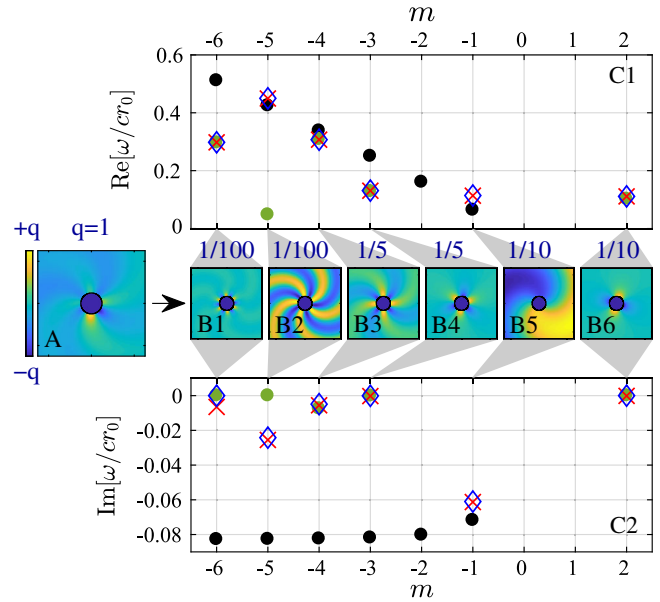 m
-6 -5 -4 -3 -2 -1 0 1 2
0.6
0.4
0.2
0
Re[ω/cr₀]
C1
+q
q=1
-q
A
1/100 1/100 1/5 1/5 1/10 1/10
B1 B2 B3 B4 B5 B6
0
-0.02
-0.04
-0.06
-0.08
Im[ω/cr₀]
C2
-6 -5 -4 -3 -2 -1 0 1 2
m